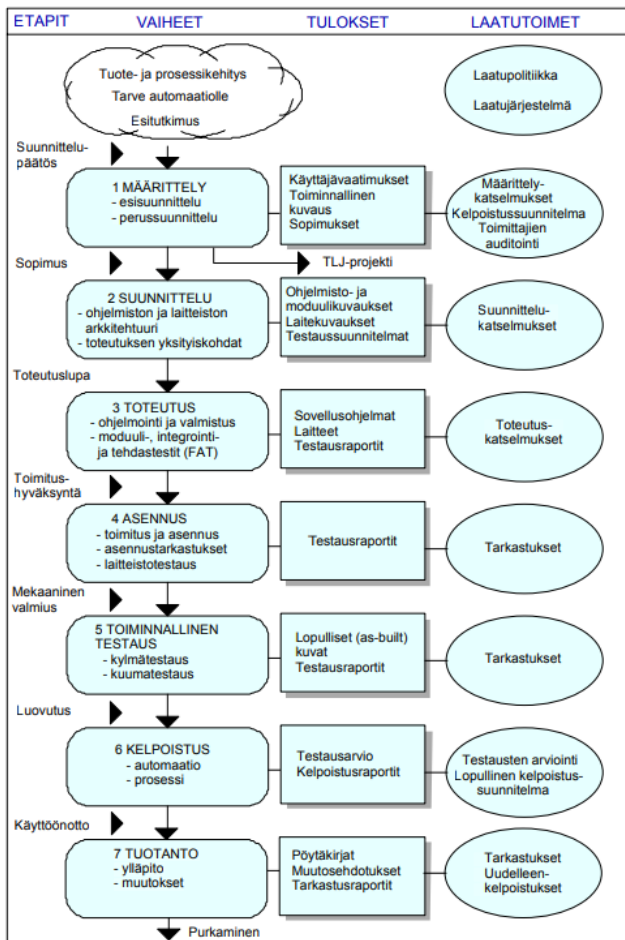 ETAPIT VAIHEET TULOKSET LAATUTOIMET
Tuote- ja prosessikehitys
Tarve automaatiolle
Esitutkimus
Laatupolitiikka
Laatujärjestelmä
Suunnittelu-
päätös
1 MÄÄRITTELY
- esisuunnittelu
- perussuunnittelu
Käyttäjävaatimukset
Toiminnallinen
kuvaus
Sopimukset
Määrittely-
katselmukset
Kelpoistussuunnitelma
Toimittajien
auditointi
Sopimus
TLJ-projekti
2 SUUNNITTELU
- ohjelmiston ja laitteiston
arkkitehtuuri
- toteutuksen yksityiskohdat
Ohjelmisto- ja
moduulikuvaukset
Laitekuvaukset
Testaussuunnitelmat
Suunnittelu-
katselmukset
Toteutuslupa
3 TOTEUTUS
- ohjelmointi ja valmistus
- moduuli-, integrointi-
ja tehdastestit (FAT)
Sovellusohjelmat
Laitteet
Testausraportit
Toteutus-
katselmukset
Toimitus-
hyväksyntä
4 ASENNUS
- toimitus ja asennus
- asennustarkastukset
- laitteistotestaus
Testausraportit
Tarkastukset
Mekaaninen
valmius
5 TOIMINNALLINEN
TESTAUS
- kylmätestaus
- kuumatestaus
Lopulliset (as-built)
kuvat
Testausraportit
Tarkastukset
Luovutus
6 KELPOISTUS
- automaatio
- prosessi
Testausarvio
Kelpoistusraportit
Testausten arviointi
Lopullinen kelpoistus-
suunnitelma
Käyttöönotto
7 TUOTANTO
- ylläpito
- muutokset
Pöytäkirjat
Muutosehdotukset
Tarkastusraportit
Tarkastukset
Uudelleen-
kelpoistukset
Purkaminen